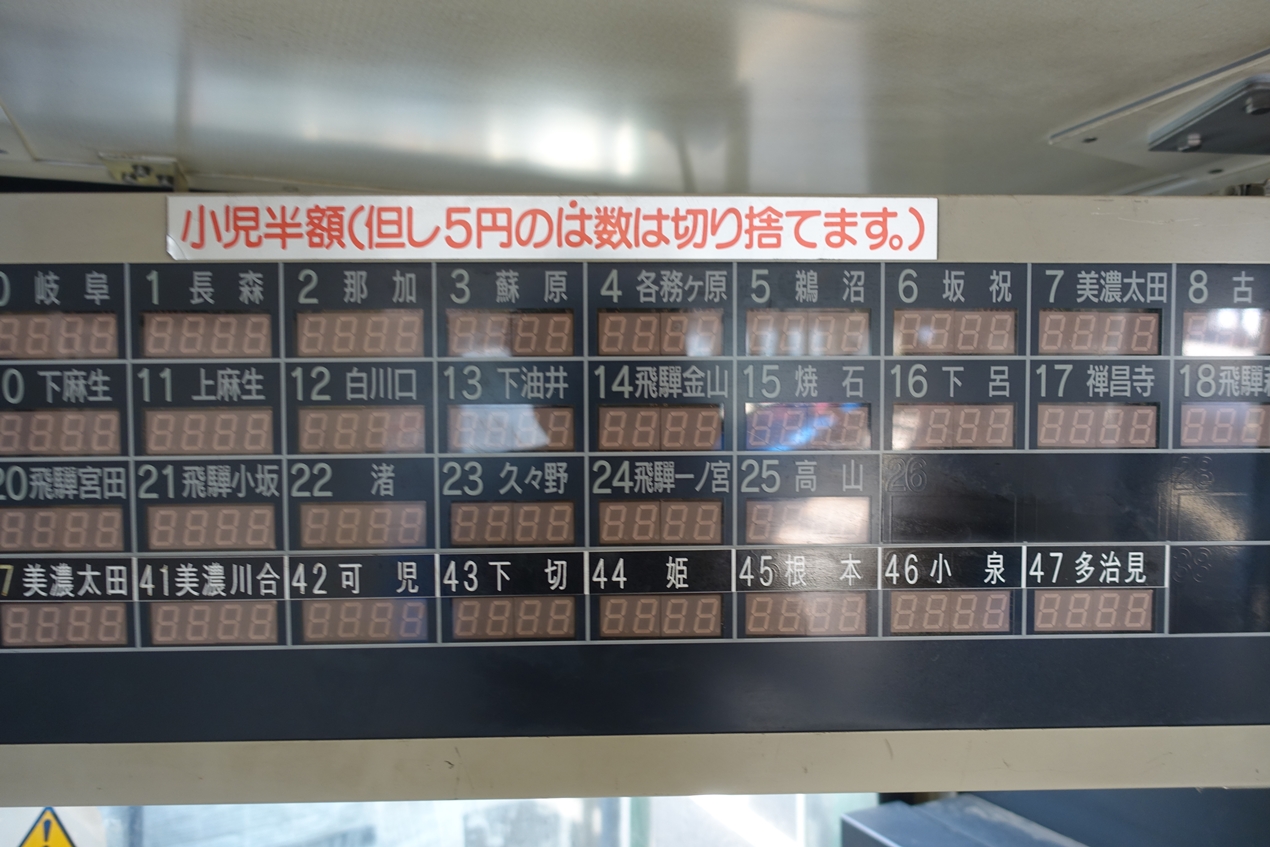 小児半額(但し5円のは数は切り捨てます。)
0 岐阜 1 長森 2 那加 3 蘇原 4 各務ヶ原 5 鵜沼 6 坂祝 7 美濃太田 8 古
0 下麻生 11 上麻生 12 白川口 13 下油井 14 飛騨金山 15 焼石 16 下呂 17 禅昌寺 18 飛騨
20 飛騨宮田 21 飛騨小坂 22 渚 23 久々野 24 飛騨一ノ宮 25 高山 26 28
7 美濃太田 41 美濃川合 42 可児 43 下切 44 姫 45 根本 46 小泉 47 多治見